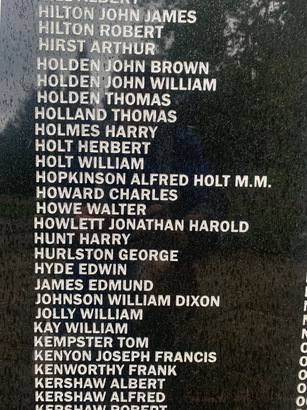 ALBERT
HILTON JOHN JAMES
HILTON ROBERT
HIRST ARTHUR
HOLDEN JOHN BROWN
HOLDEN JOHN WILLIAM
HOLDEN THOMAS
HOLLAND THOMAS
HOLMES HARRY
HOLT HERBERT
HOLT WILLIAM
HOPKINSON ALFRED HOLT M.M.
HOWARD CHARLES
HOWE WALTER
HOWLETT JONATHAN HAROLD
HUNT HARRY
HURLSTON GEORGE
HYDE EDWIN
JAMES EDMUND
JOHNSON WILLIAM DIXON
JOLLY WILLIAM
KAY WILLIAM
KEMPSTER TOM
KENYON JOSEPH FRANCIS
KENWORTHY FRANK
KERSHAW ALBERT
KERSHAW ALFRED
KERSHAW ROBERT